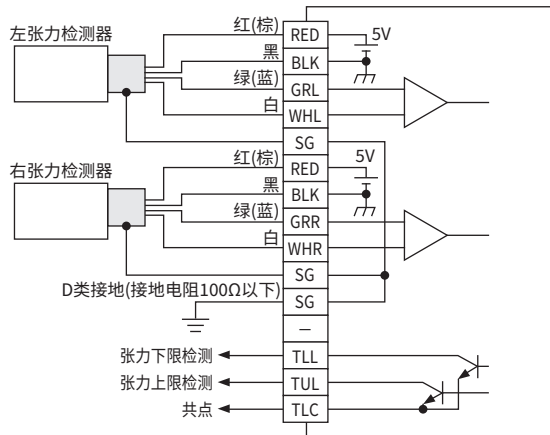 左张力检测器
红(棕)
RED
5V
黑
BLK
绿(蓝)
GRL
白
WHL
SG
右张力检测器
红(棕)
RED
5V
黑
BLK
绿(蓝)
GRR
白
WHR
SG
D类接地(接地电阻100Ω以下)
SG
—
张力下限检测
TLL
张力上限检测
TUL
共点
TLC